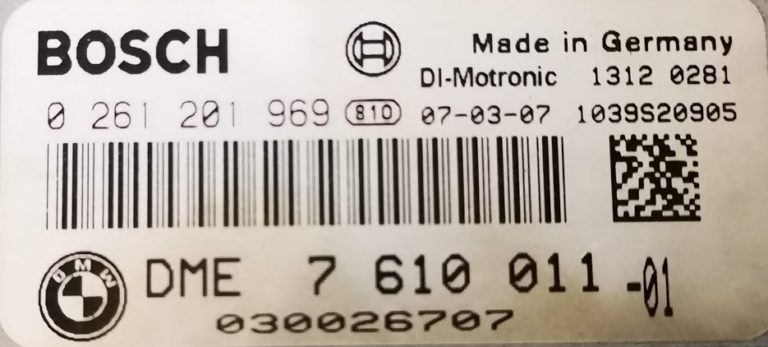 BOSCH
Made in Germany
DI-Motronic 1312 0281
0 261 201 969 810 07-03-07 1039S20905
BMW DME 7 610 011 -01
030026707